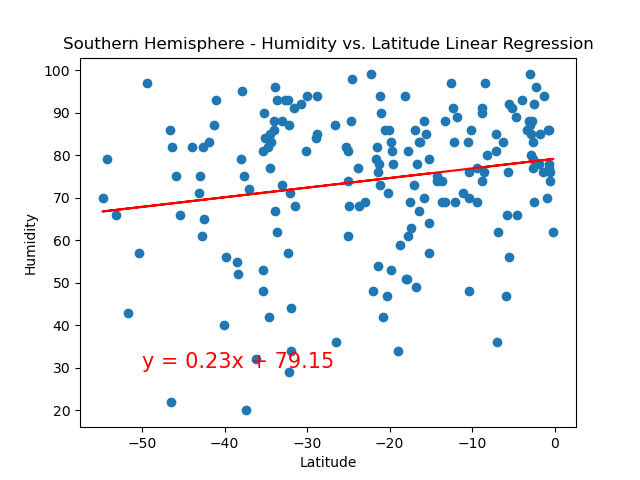 Southern Hemisphere - Humidity vs. Latitude Linear Regression
100
90
80
70
60
50
40
30
20
Humidity
y = 0.23x + 79.15
−50 −40 −30 −20 −10 0
Latitude